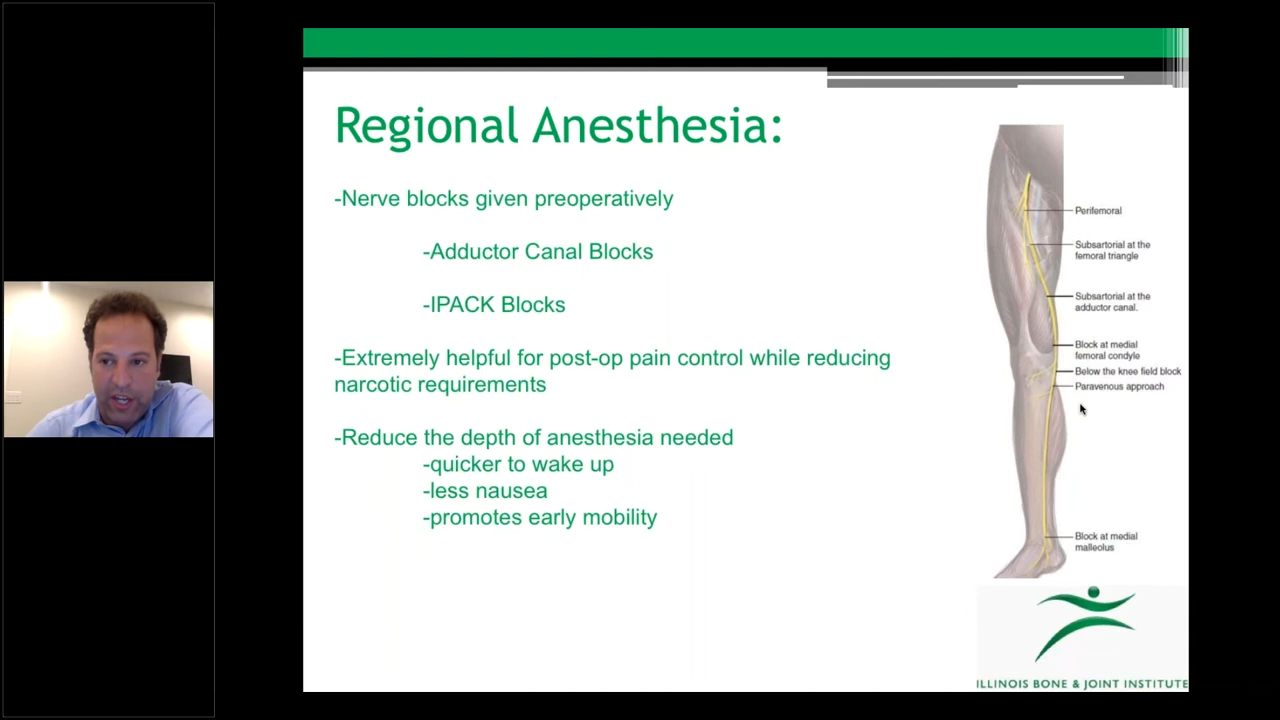 Regional Anesthesia:
-Nerve blocks given preoperatively
-Adductor Canal Blocks
-IPACK Blocks
-Extremely helpful for post-op pain control while reducing
narcotic requirements
-Reduce the depth of anesthesia needed
-quicker to wake up
-less nausea
-promotes early mobility
Perifemoral
Subsartorial at the
femoral triangle
Subsartorial at the
adductor canal.
Block at medial
femoral condyle
Below the knee field block
Paravenous approach
Block at medial
malleolus
ILLINOIS BONE & JOINT INSTITUTE